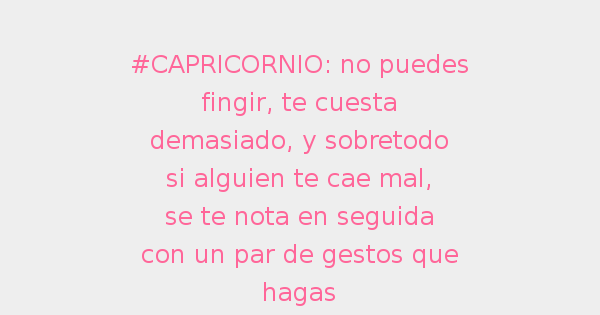 #CAPRICORNIO: no puedes
fingir, te cuesta
demasiado, y sobretodo
si alguien te cae mal,
se te nota en seguida
con un par de gestos que
hagas